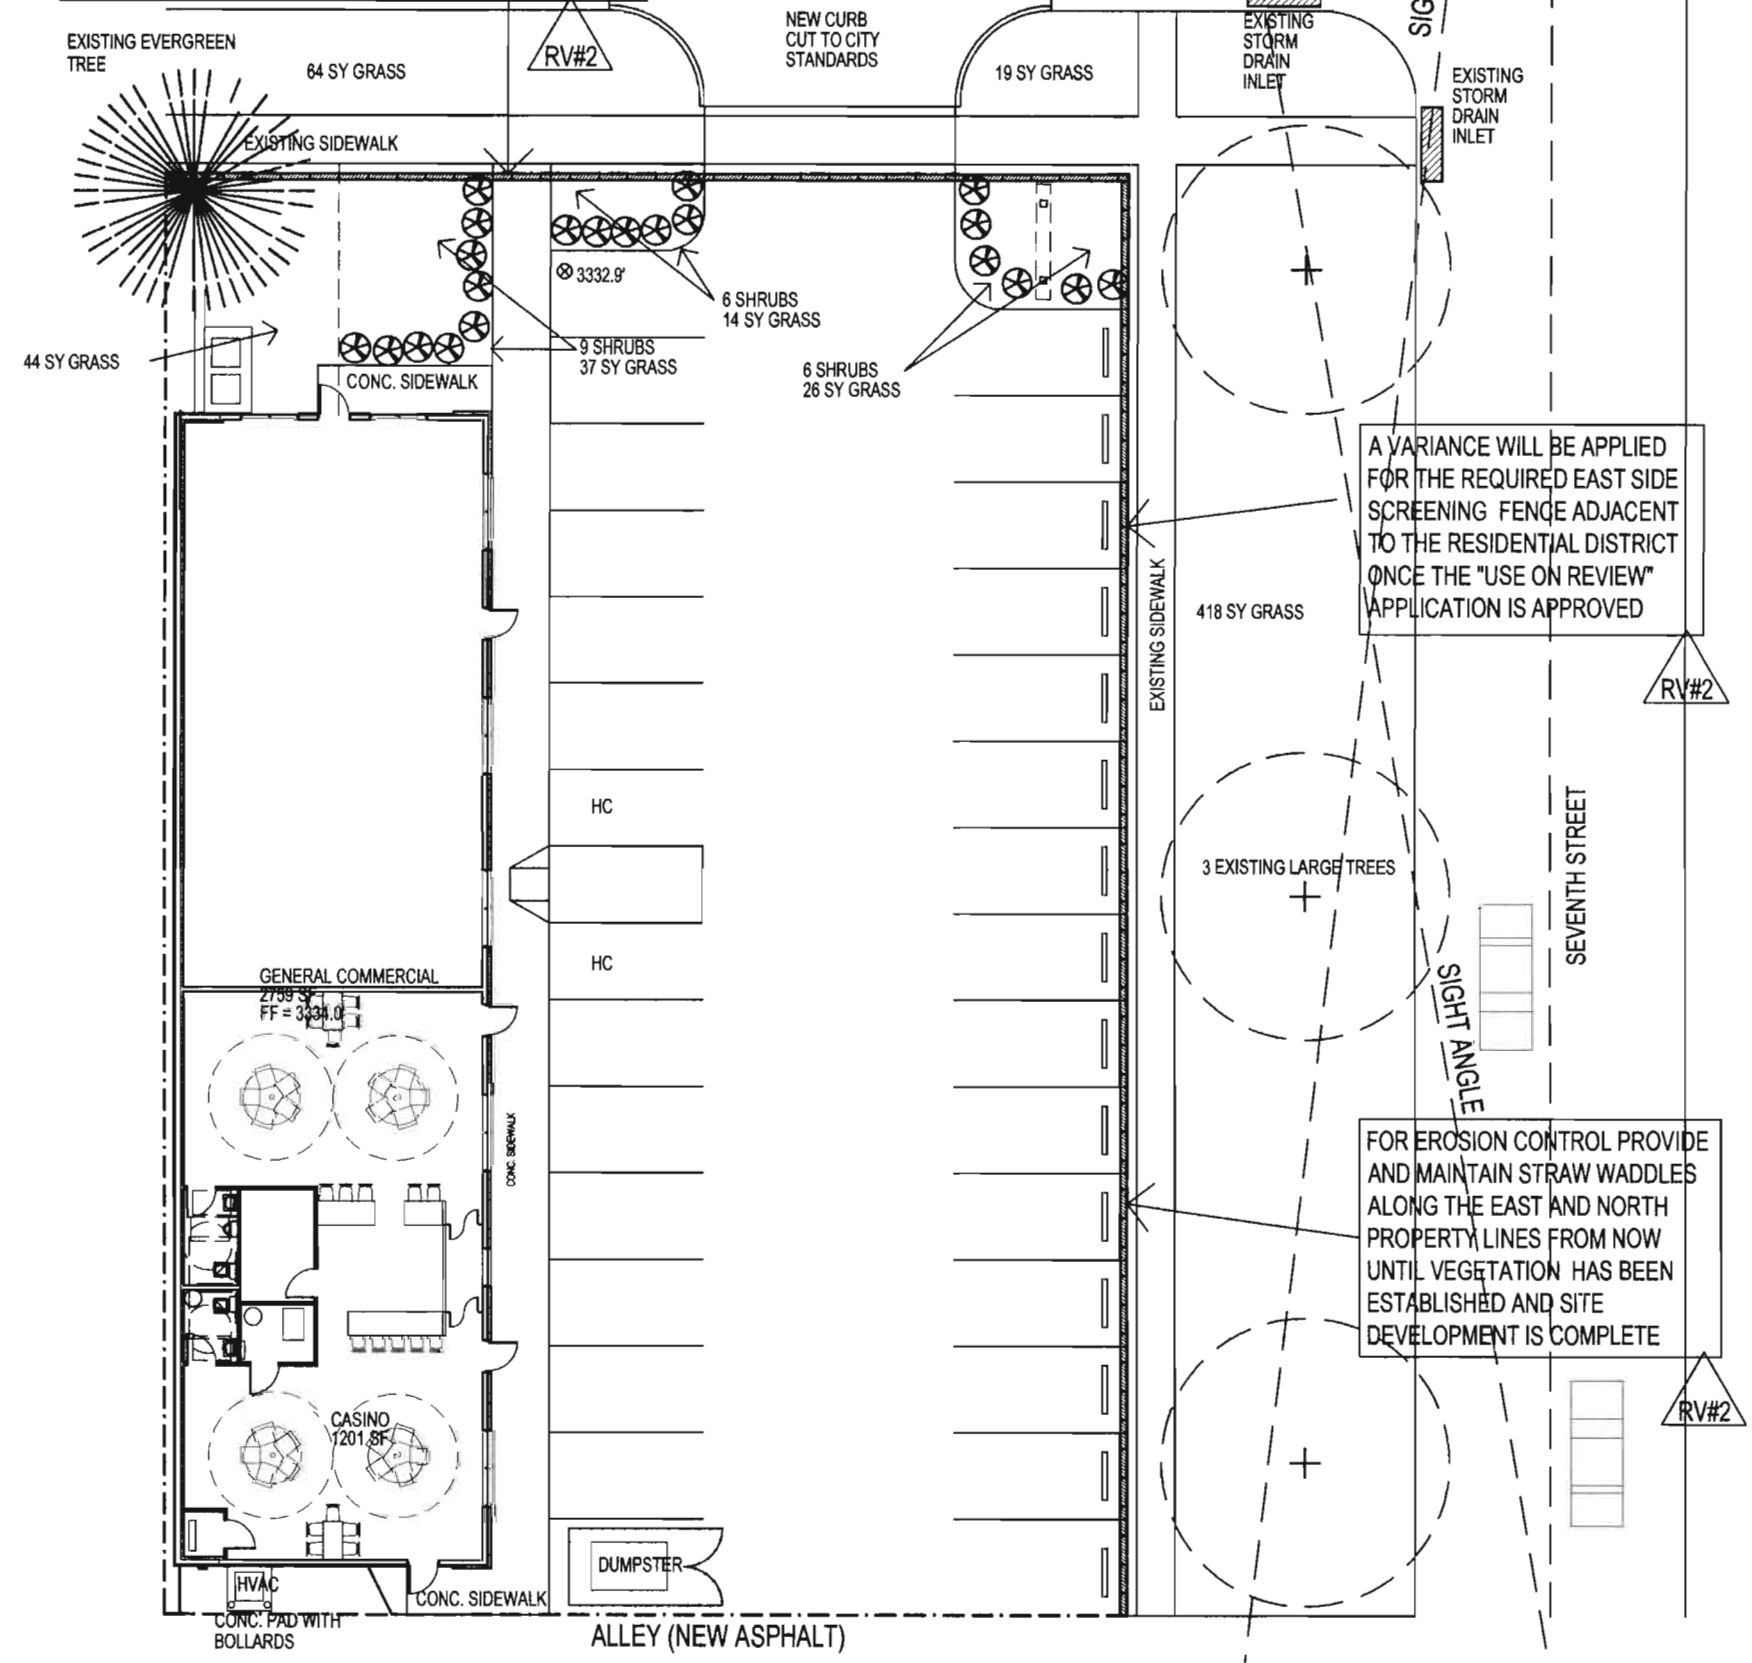 EXISTING EVERGREEN
TREE
64 SY GRASS
RV#2
NEW CURB
CUT TO CITY
STANDARDS
19 SY GRASS
EXISTING
STORM
DRAIN
INLET
SIG
EXISTING
STORM
DRAIN
INLET
EXISTING SIDEWALK
3332.9'
6 SHRUBS
14 SY GRASS
9 SHRUBS
37 SY GRASS
6 SHRUBS
26 SY GRASS
44 SY GRASS
CONC. SIDEWALK
A VARIANCE WILL BE APPLIED
FOR THE REQUIRED EAST SIDE
SCREENING FENCE ADJACENT
TO THE RESIDENTIAL DISTRICT
ONCE THE "USE ON REVIEW"
APPLICATION IS APPROVED
RV#2
EXISTING SIDEWALK
418 SY GRASS
HC
HC
3 EXISTING LARGE TREES
SEVENTH STREET
SIGHT ANGLE
GENERAL COMMERCIAL
2759 SF
FF = 3334.0
CONC. SIDEWALK
FOR EROSION CONTROL PROVIDE
AND MAINTAIN STRAW WADDLES
ALONG THE EAST AND NORTH
PROPERTY LINES FROM NOW
UNTIL VEGETATION HAS BEEN
ESTABLISHED AND SITE
DEVELOPMENT IS COMPLETE
RV#2
CASINO
1201 SF
DUMPSTER
HVAC
CONC. SIDEWALK
CONC. PAD WITH
BOLLARDS
ALLEY (NEW ASPHALT)